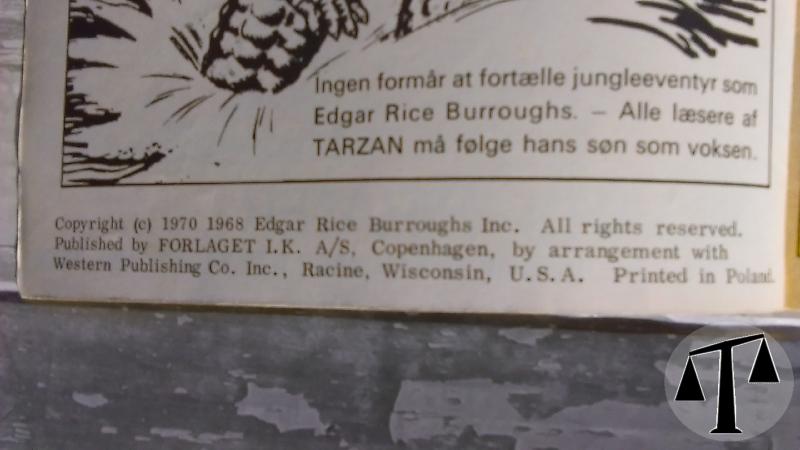 Ingen formår at fortælle jungleeventyr som
Edgar Rice Burroughs. – Alle læsere af
TARZAN må følge hans søn som voksen.
Copyright (c) 1970 1968 Edgar Rice Burroughs Inc. All rights reserved.
Published by FORLAGET I.K. A/S, Copenhagen, by arrangement with
Western Publishing Co. Inc., Racine, Wisconsin, U.S.A. Printed in Poland.